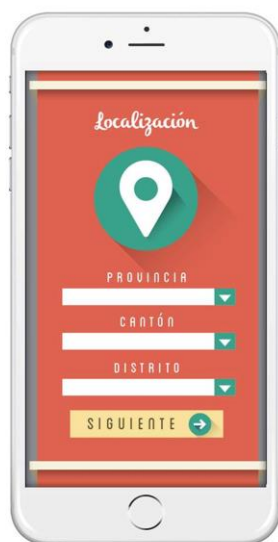 Localización
PROVINCIA
CANTÓN
DISTRITO
SIGUIENTE